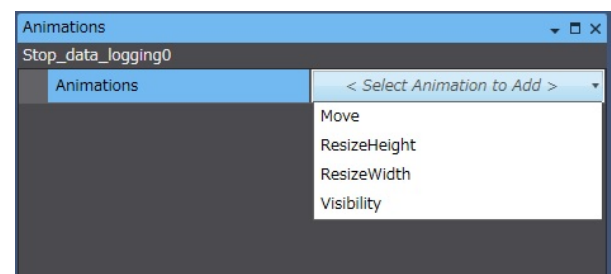 Animations
Stop_data_logging0
Animations
< Select Animation to Add >
Move
ResizeHeight
ResizeWidth
Visibility